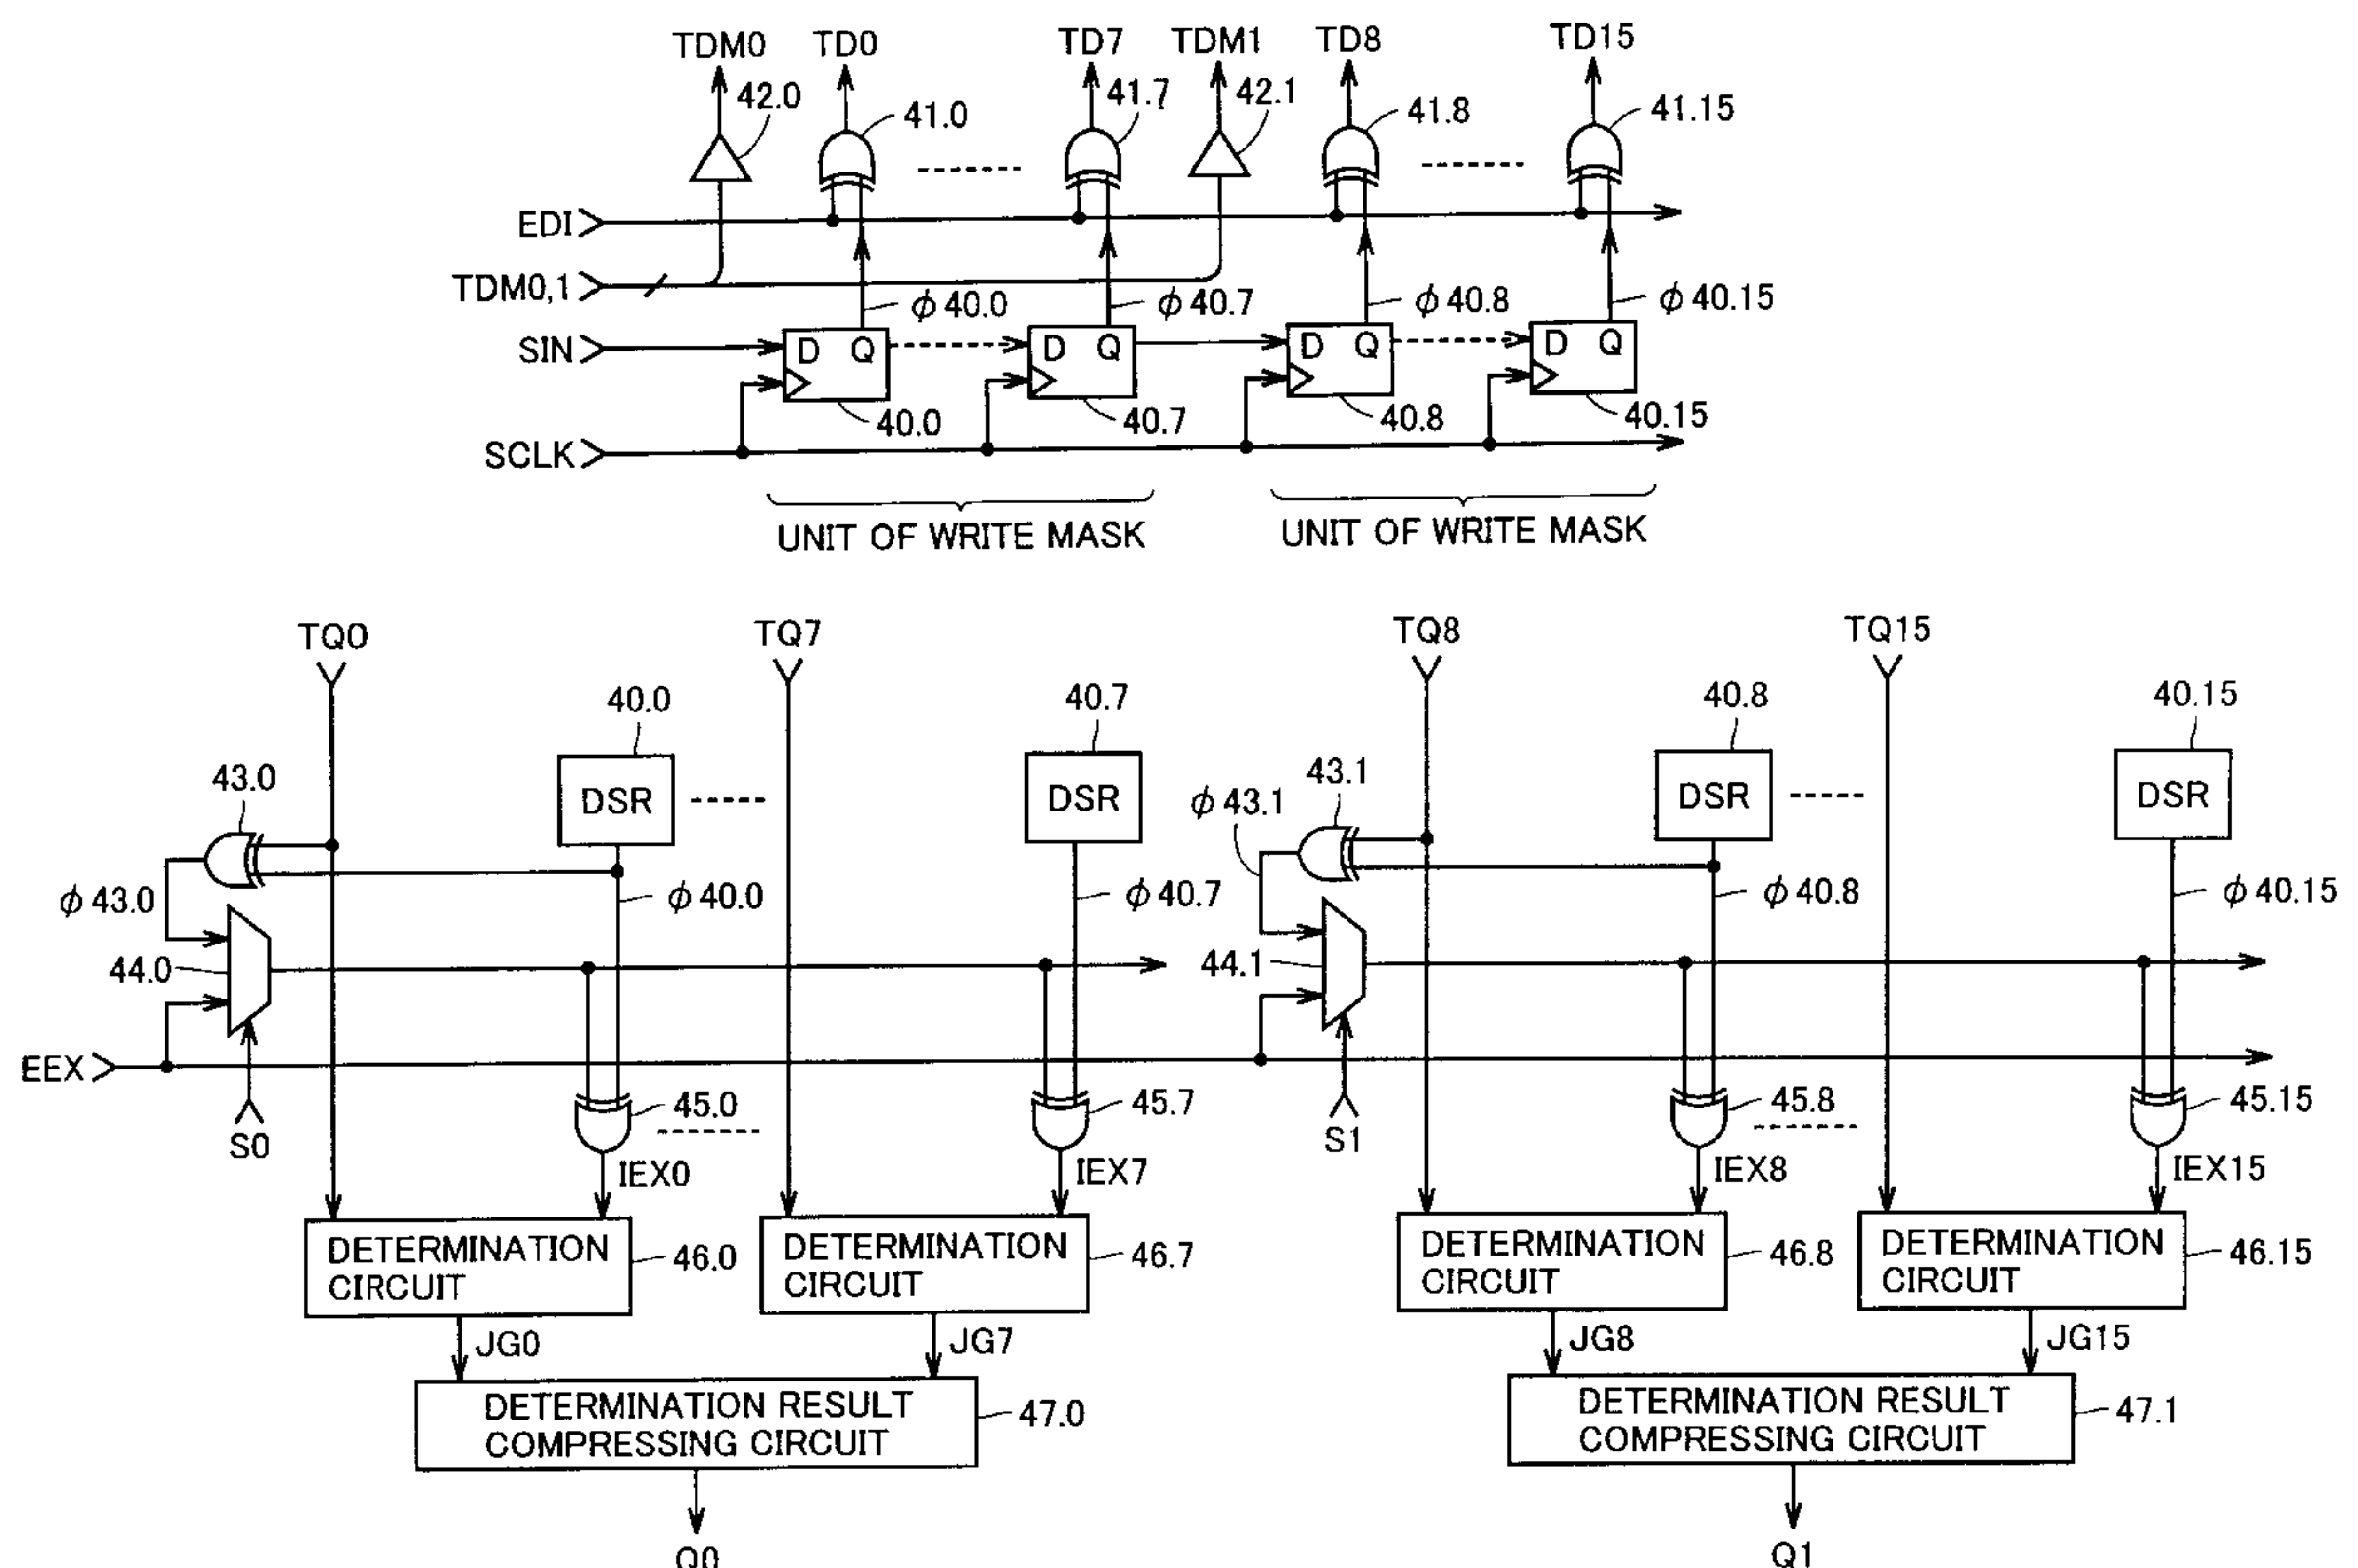 TDM0 TD0 TD7 TDM1 TD8 TD15
42.0 41.0 41.7 42.1 41.8 41.15
EDI
TDM0,1
φ40.0 φ40.7 φ40.8 φ40.15
SIN
D Q D Q D Q D Q
40.0 40.7 40.8 40.15
SCLK
UNIT OF WRITE MASK UNIT OF WRITE MASK
TQ0 TQ7 TQ8 TQ15
40.0 40.7 40.8 40.15
43.0 DSR DSR φ43.1 43.1 DSR DSR
φ43.0 φ40.0 φ40.7 φ40.8 φ40.15
44.0 44.1
EEX
S0 45.0 45.7 S1 45.8 45.15
IEX0 IEX7 IEX8 IEX15
DETERMINATION CIRCUIT 46.0 DETERMINATION CIRCUIT 46.7 DETERMINATION CIRCUIT 46.8 DETERMINATION CIRCUIT 46.15
JG0 JG7 JG8 JG15
DETERMINATION RESULT DETERMINATION RESULT
COMPRESSING CIRCUIT 47.0 COMPRESSING CIRCUIT 47.1
Q0 Q1